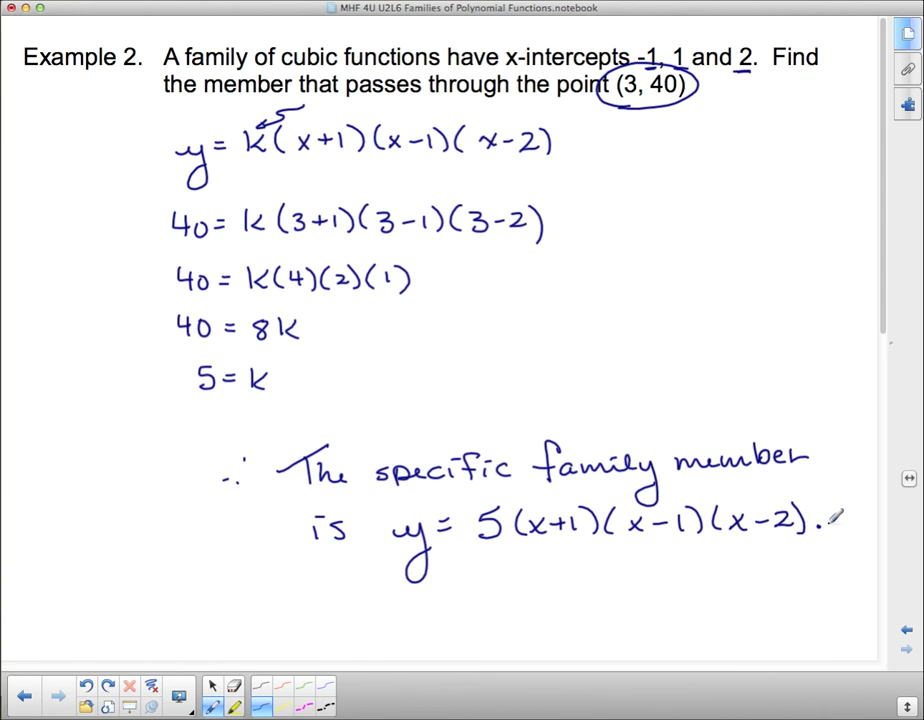 MHF 4U U2L6 Families of Polynomial Functions.notebook
Example 2. A family of cubic functions have x-intercepts -1, 1 and 2. Find
the member that passes through the point (3, 40)
y = k(x+1)(x-1)(x-2)
40 = k(3+1)(3-1)(3-2)
40 = k(4)(2)(1)
40 = 8k
5 = k
∴ The specific family member
is y = 5(x+1)(x-1)(x-2).